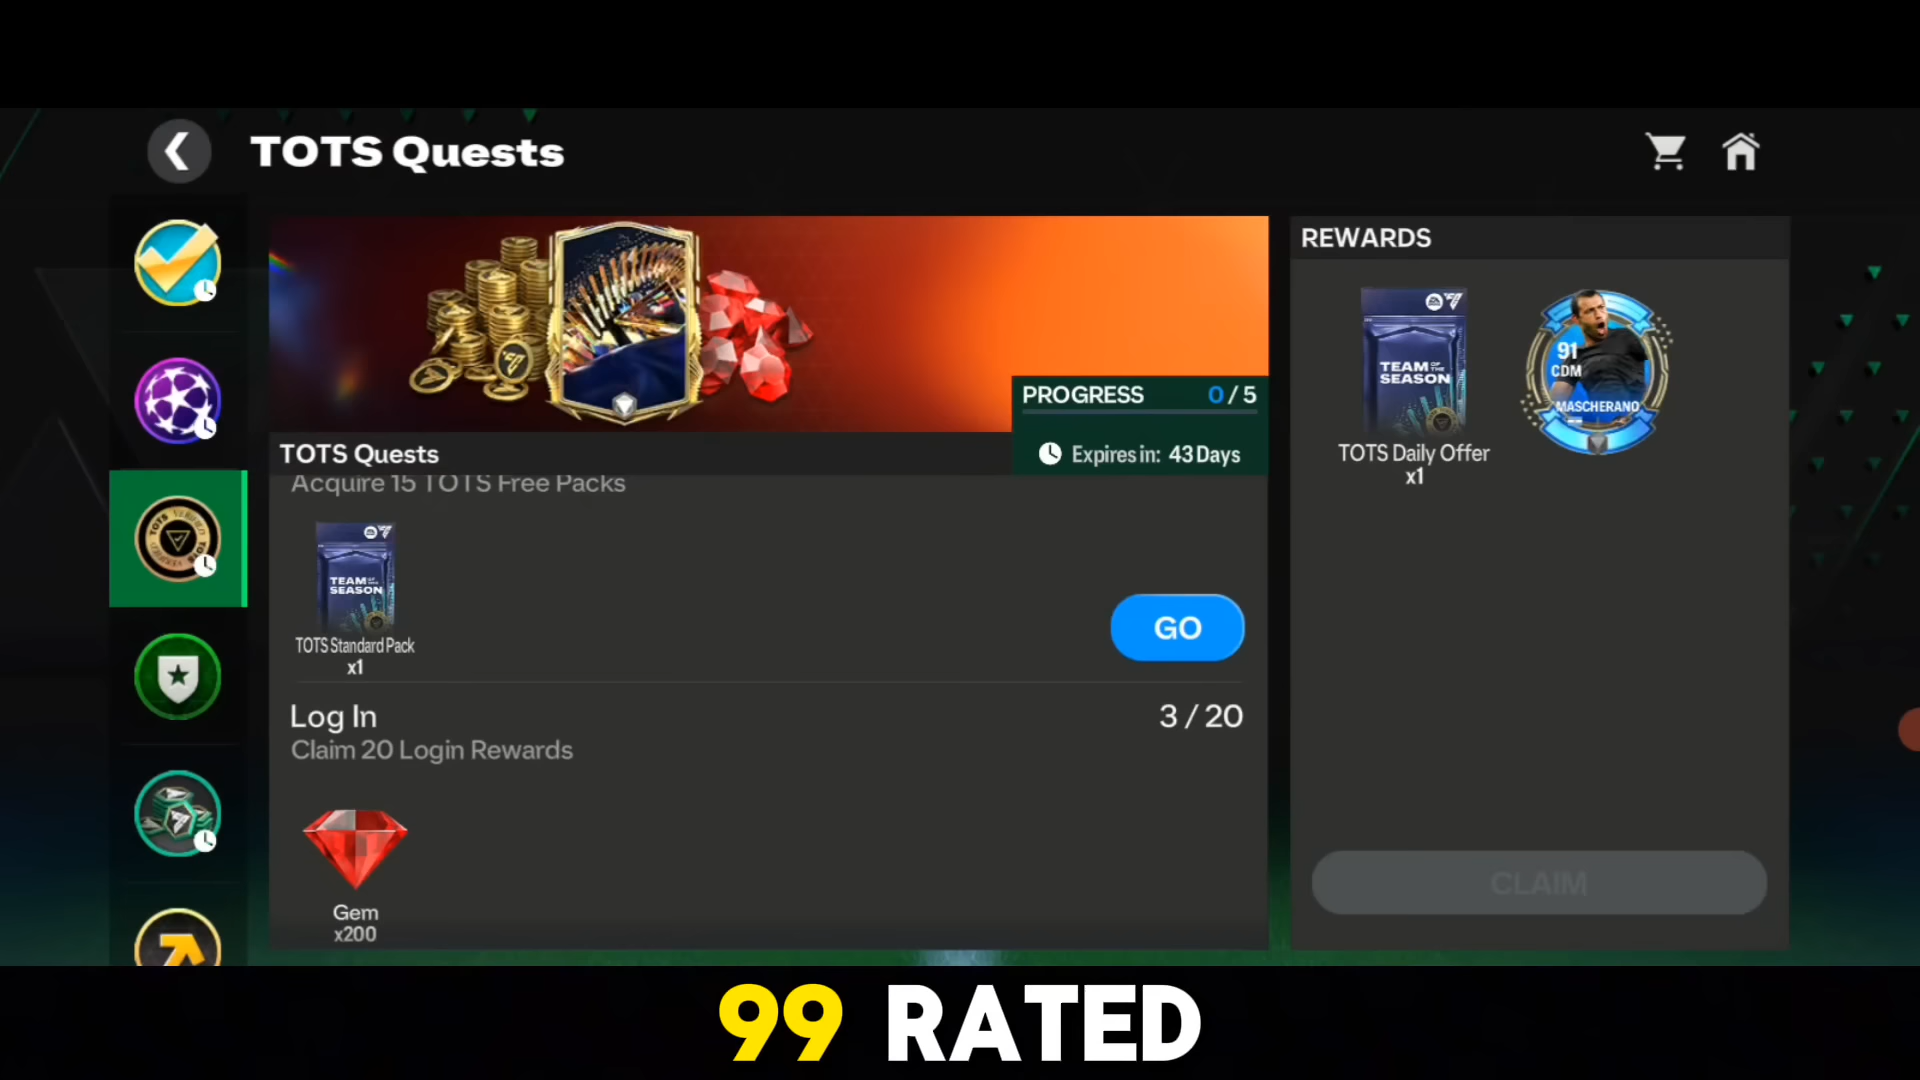 TOTS Quests
REWARDS
TEAM OF THE
SEASON
TOTS Daily Offer
x1
91
CDM
MASCHERANO
PROGRESS 0 / 5
Expires in: 43 Days
TOTS Quests
Acquire 15 TOTS Free Packs
TEAM OF THE
SEASON
TOTS Standard Pack
x1
GO
Log In 3 / 20
Claim 20 Login Rewards
Gem
x200
CLAIM
99 RATED